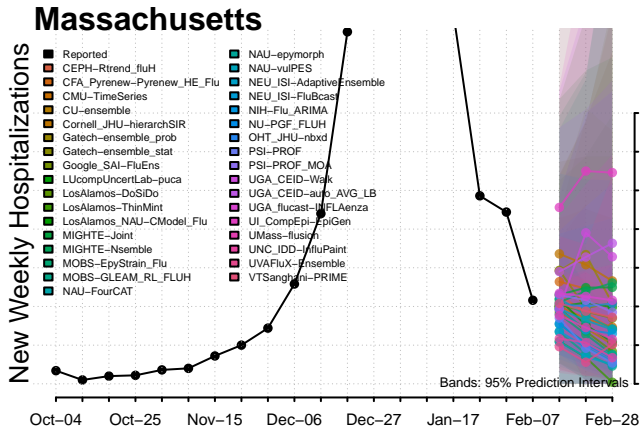 Massachusetts
New Weekly Hospitalizations
Reported
CEPH−Rtrend_fluH
CFA_Pyrenew−Pyrenew_HE_Flu
CMU−TimeSeries
CU−ensemble
Cornell_JHU−hierarchSIR
Gatech−ensemble_prob
Gatech−ensemble_stat
Google_SAI−FluEns
LUcompUncertLab−puca
LosAlamos−DoSiDo
LosAlamos−ThinMint
LosAlamos_NAU−CModel_Flu
MIGHTE−Joint
MIGHTE−Nsemble
MOBS−EpyStrain_Flu
MOBS−GLEAM_RL_FLUH
NAU−FourCAT
NAU−epymorph
NAU−vulPES
NEU_ISI−AdaptiveEnsemble
NEU_ISI−FluBcast
NIH−Flu_ARIMA
NU−PGF_FLUH
OHT_JHU−nbxd
PSI−PROF
PSI−PROF_MOA
UGA_CEID−Walk
UGA_CEID−auto_AVG_LB
UGA_flucast−INFLAenza
UI_CompEpi−EpiGen
UMass−flusion
UNC_IDD−InfluPaint
UVAFluX−Ensemble
VTSanghani−PRIME
Bands: 95% Prediction Intervals
Oct−04
Oct−25
Nov−15
Dec−06
Dec−27
Jan−17
Feb−07
Feb−28